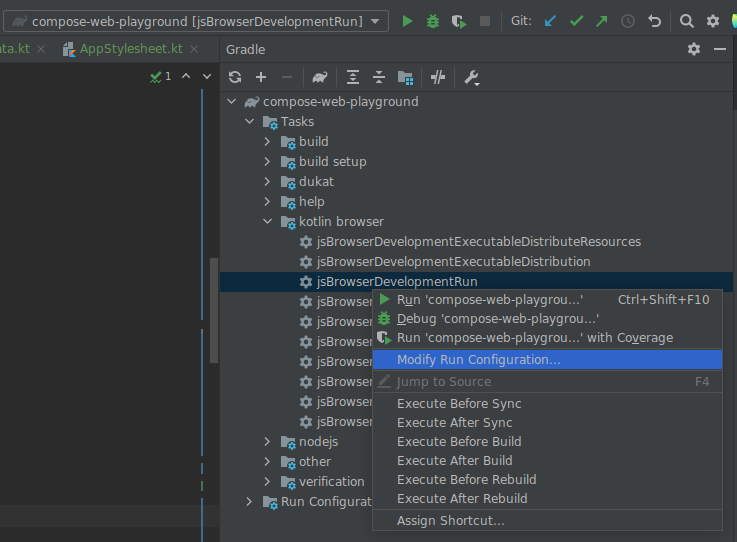 compose-web-playground [jsBrowserDevelopmentRun]
Git:
ata.kt
AppStylesheet.kt
Gradle
1
compose-web-playground
Tasks
build
build setup
dukat
help
kotlin browser
jsBrowserDevelopmentExecutableDistributeResources
jsBrowserDevelopmentExecutableDistribution
jsBrowserDevelopmentRun
jsBrowser
Run 'compose-web-playgrou...' Ctrl+Shift+F10
jsBrowser
Debug 'compose-web-playgrou...'
jsBrowser
Run 'compose-web-playgrou...' with Coverage
jsBrowser
Modify Run Configuration...
jsBrowser
Jump to Source F4
jsBrowser
Execute Before Sync
jsBrowser
Execute After Sync
nodejs
Execute Before Build
other
Execute After Build
verification
Execute Before Rebuild
Run Configurat
Execute After Rebuild
Assign Shortcut...